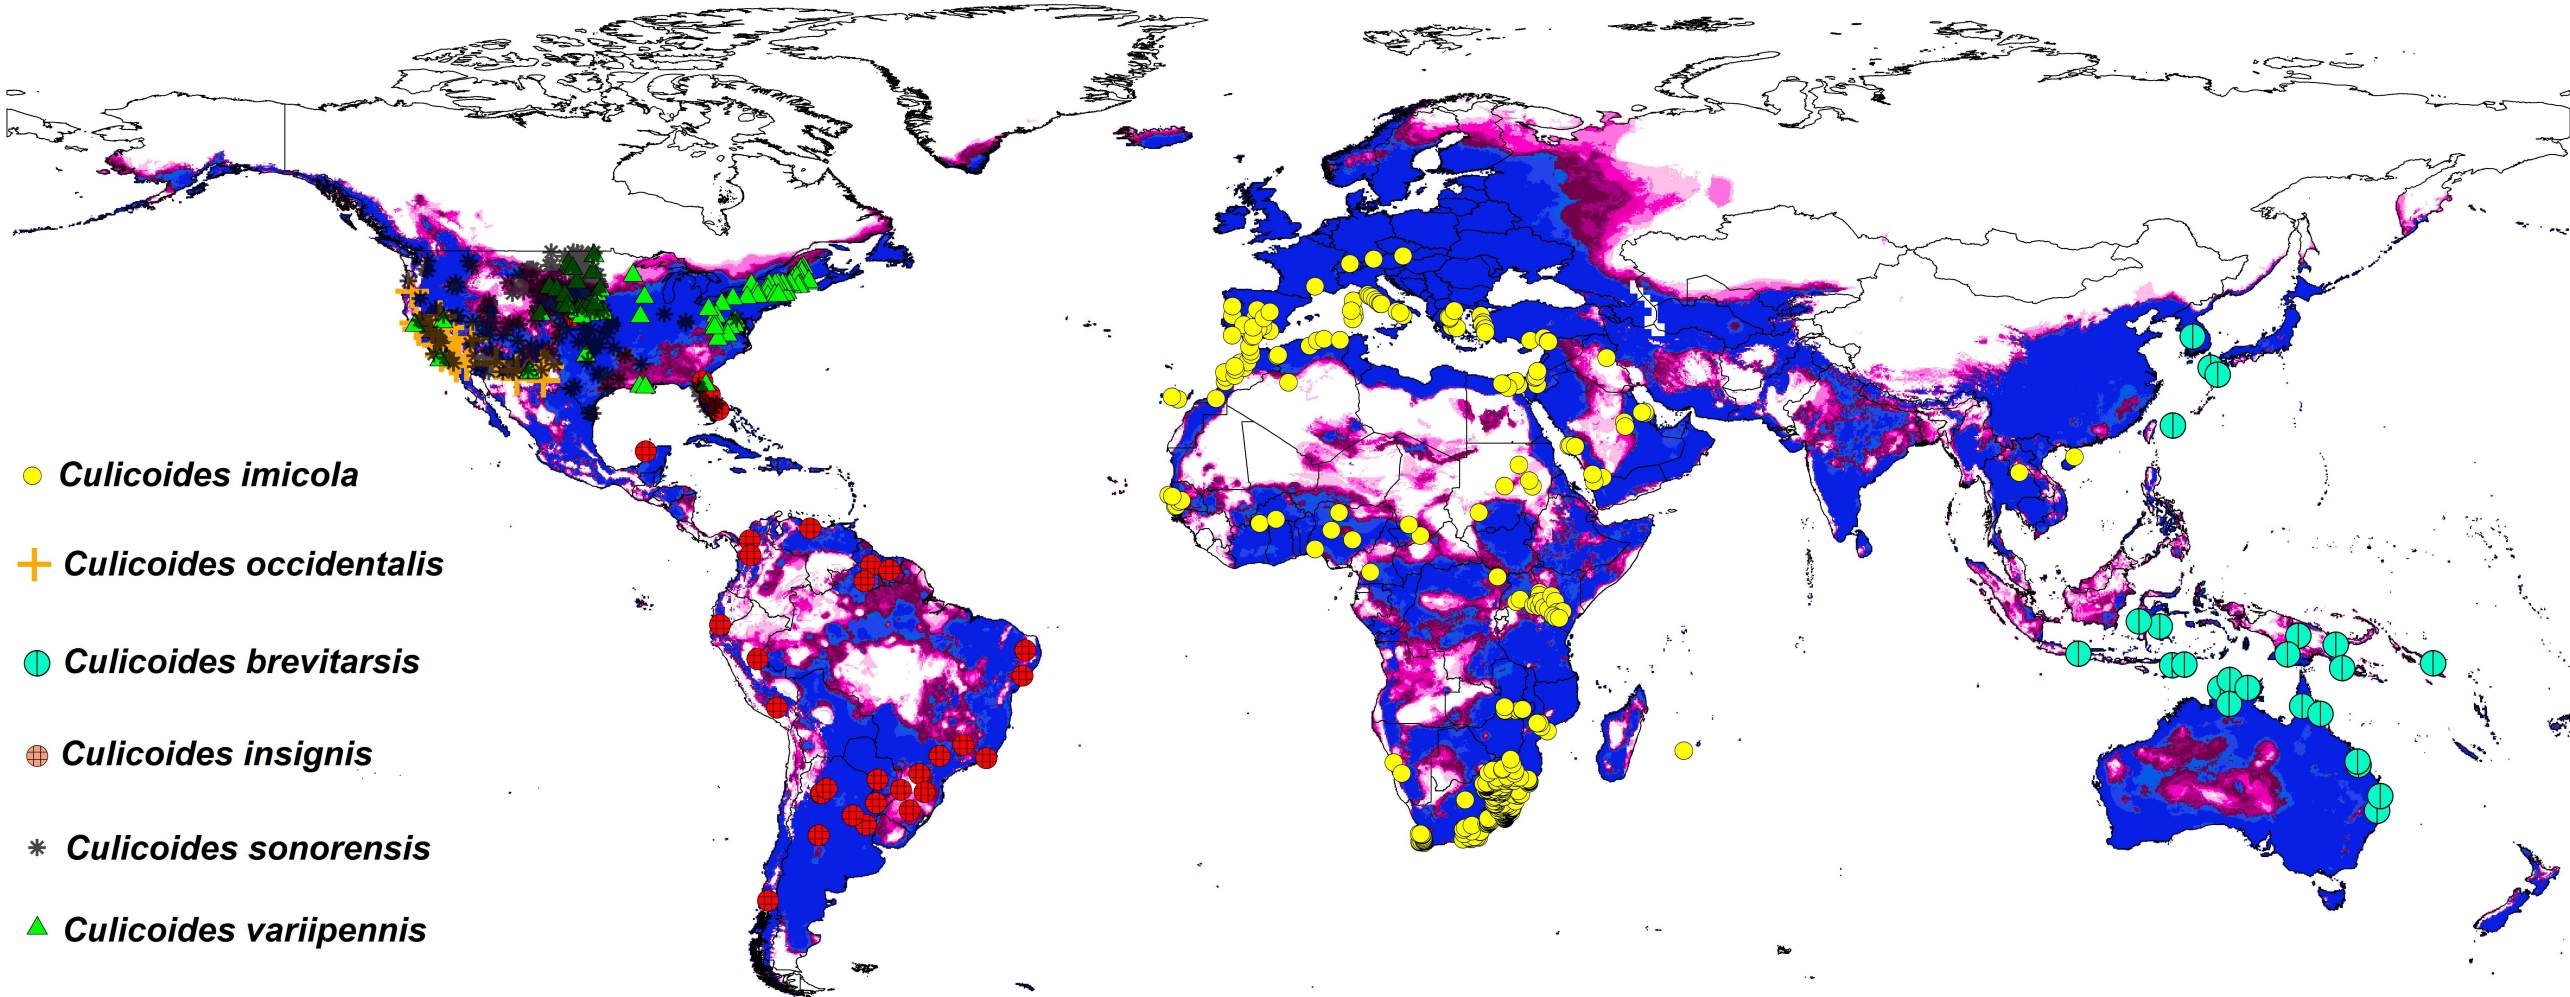 Culicoides imicola
Culicoides occidentalis
Culicoides brevitarsis
Culicoides insignis
Culicoides sonorensis
Culicoides variipennis